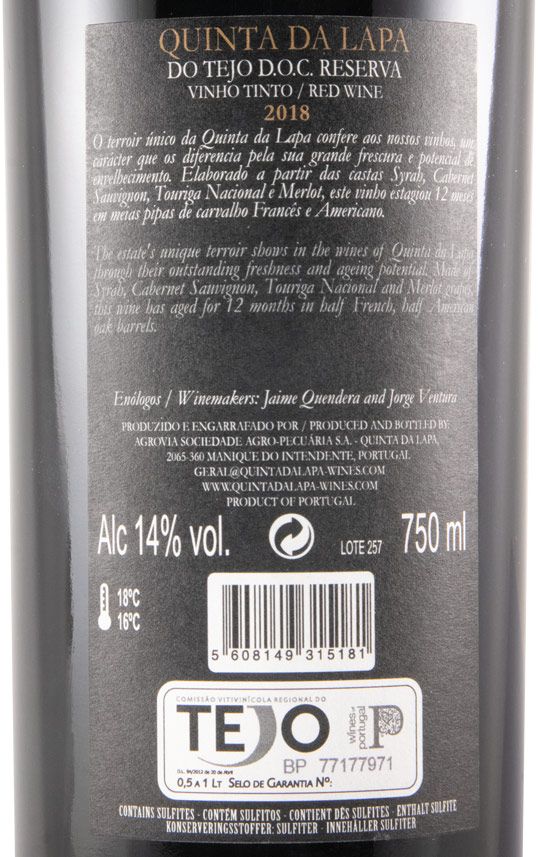 QUINTA DA LAPA
DO TEJO D.O.C. RESERVA
VINHO TINTO / RED WINE
2018
O terroir único da Quinta da Lapa confere aos nossos vinhos, um
carácter que os diferencia pela sua grande frescura e potencial de
envelhecimento. Elaborado a partir das castas Syrah, Cabernet
Sauvignon, Touriga Nacional e Merlot, este vinho estagiou 12 meses
em meias pipas de carvalho Francês e Americano.
The estate's unique terroir shows in the wines of Quinta da Lapa
through their outstanding freshness and ageing potential. Made of
Syrah, Cabernet Sauvignon, Touriga Nacional and Merlot grapes,
this wine has aged for 12 months in half French, half American
oak barrels.
Enólogos / Winemakers: Jaime Quendera and Jorge Ventura
PRODUZIDO E ENGARRAFADO POR / PRODUCED AND BOTTLED BY:
AGROVIA SOCIEDADE AGRO-PECUÁRIA S.A. - QUINTA DA LAPA,
2065-360 MANIQUE DO INTENDENTE, PORTUGAL
GERAL@QUINTADALAPA-WINES.COM
WWW.QUINTADALAPA-WINES.COM
PRODUCT OF PORTUGAL
Alc 14% vol. LOTE 257 750 ml
18ºC
16ºC
5 608149 315181
COMISSÃO VITIVINÍCOLA REGIONAL DO
TEJO
wines of portugal
P
D.L. 94/2012 de 20 de Abril
BP 77177971
0,5 A 1 LT SELO DE GARANTIA Nº:
CONTAINS SULFITES - CONTÉM SULFITOS - CONTIENT DÈS SULFITES - ENTHALT SULFITE
KONSERVERINGSSTOFFER: SULFITER - INNEHÅLLER SULFITER